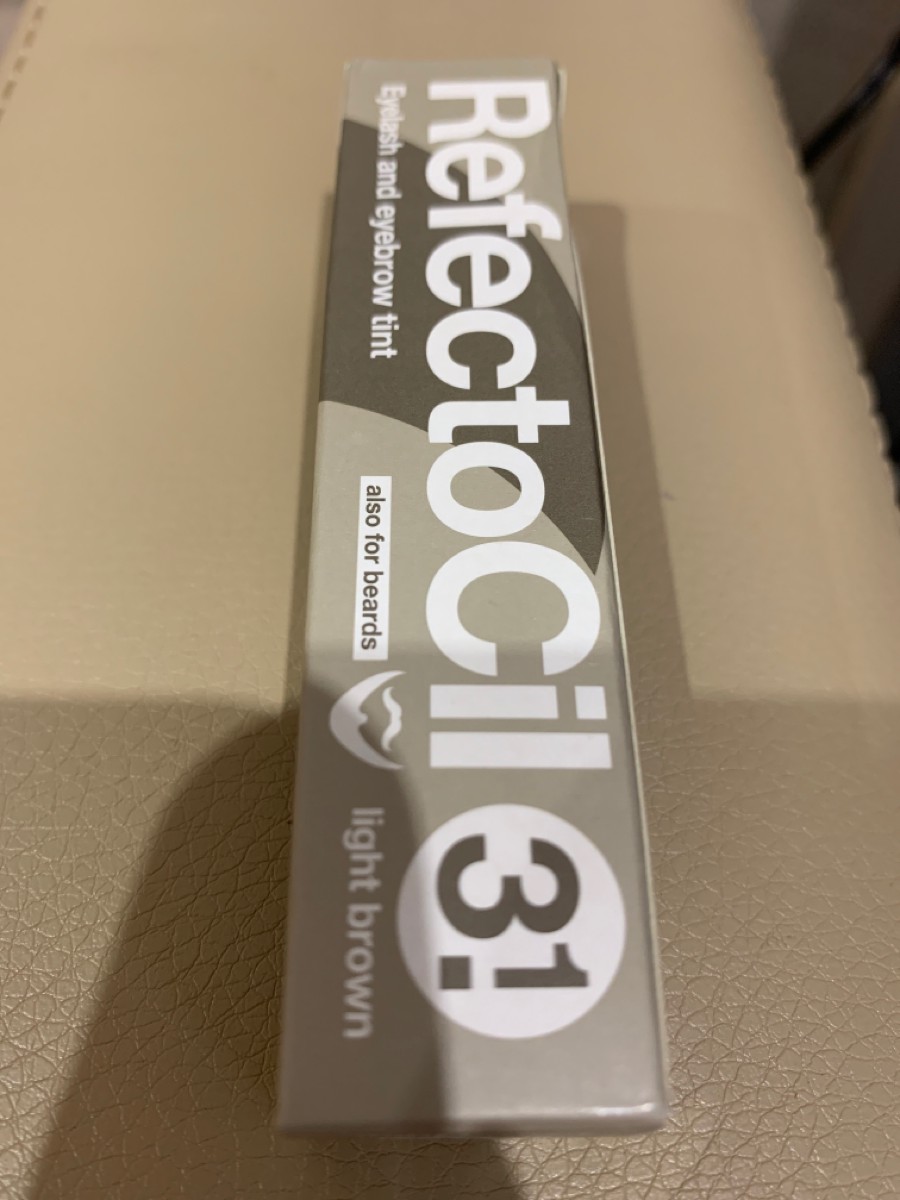 RefectoCil 3.1
Eyelash and eyebrow tint
also for beards
light brown